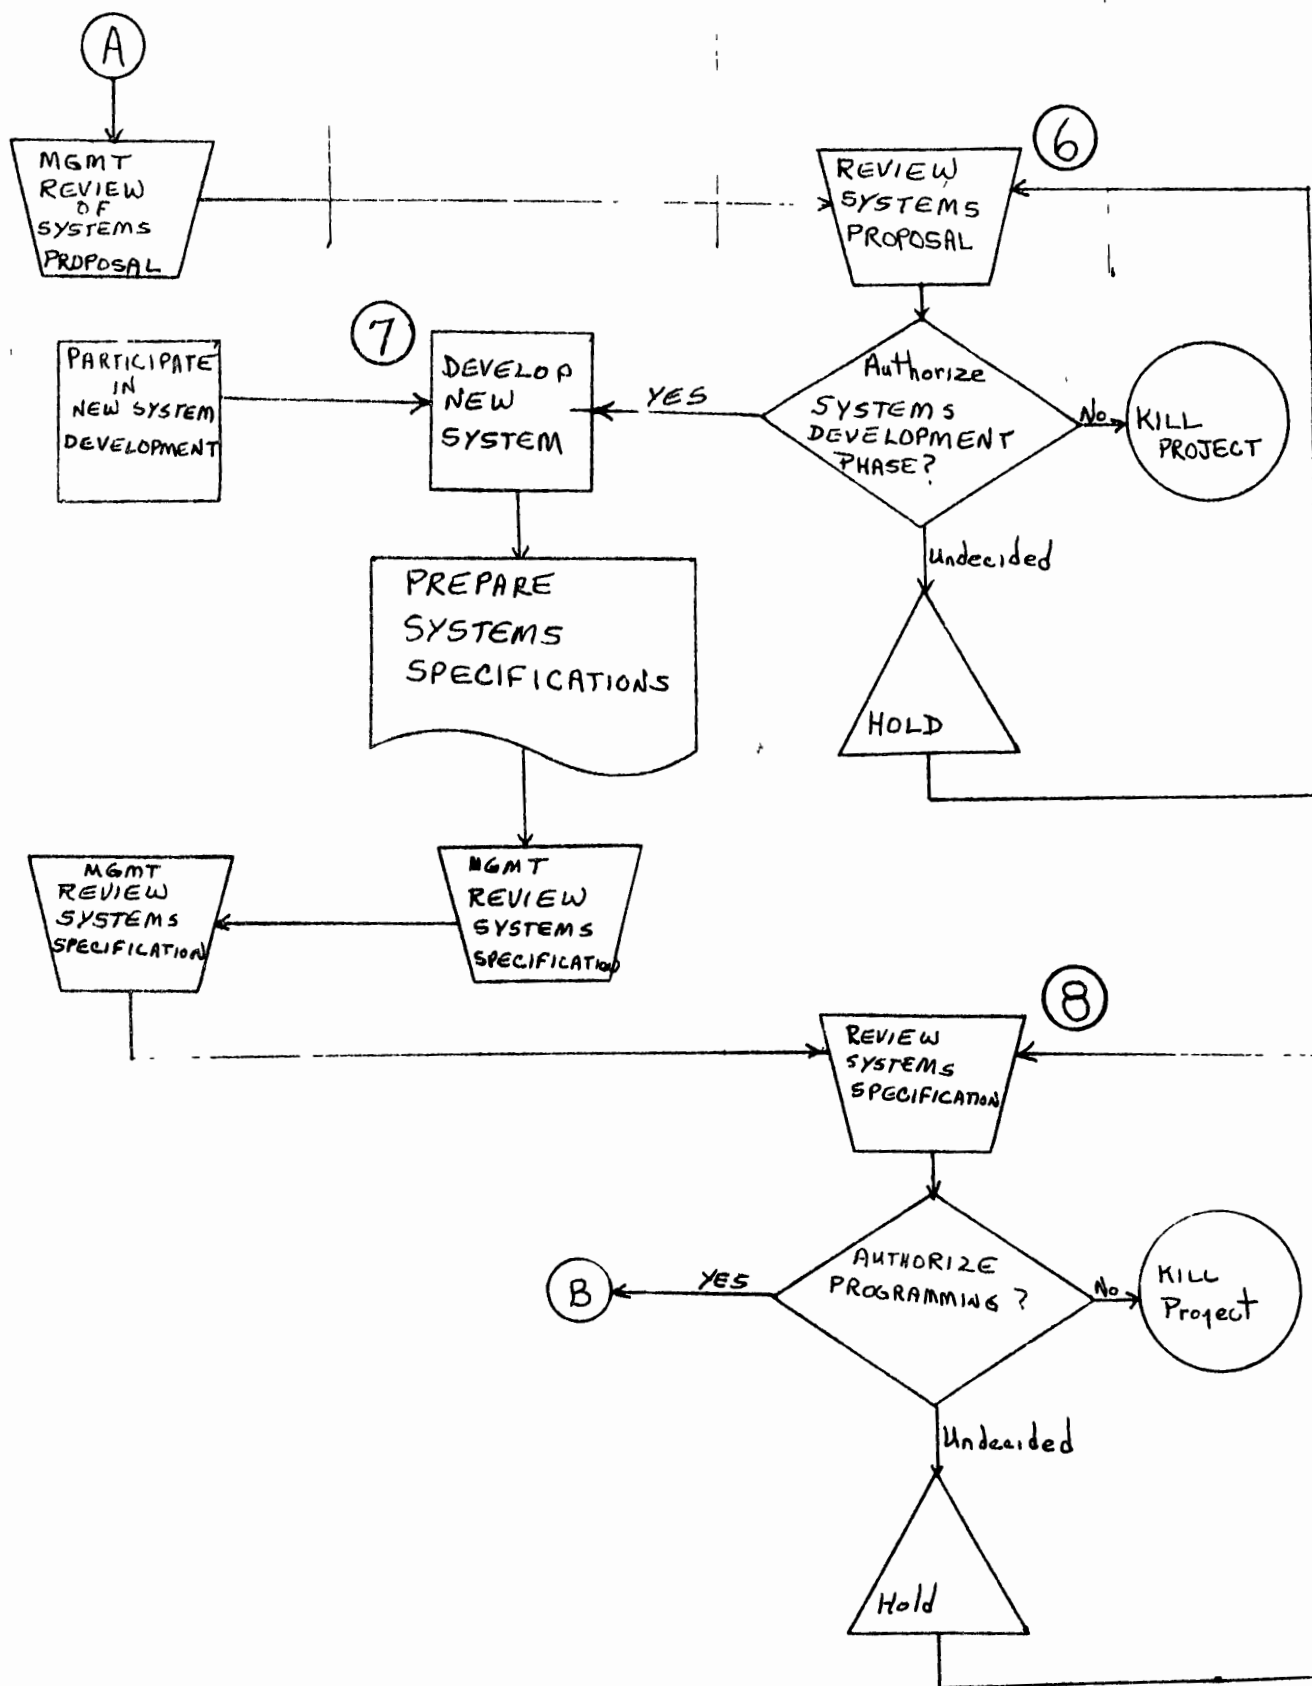 A
MGMT
REVIEW
OF
SYSTEMS
PROPOSAL
6
REVIEW
SYSTEMS
PROPOSAL
PARTICIPATE
IN
NEW SYSTEM
DEVELOPMENT
7
DEVELOP
NEW
SYSTEM
YES
Authorize
SYSTEMS
DEVELOPMENT
PHASE?
No
KILL
PROJECT
Undecided
HOLD
PREPARE
SYSTEMS
SPECIFICATIONS
MGMT
REVIEW
SYSTEMS
SPECIFICATION
MGMT
REVIEW
SYSTEMS
SPECIFICATION
8
REVIEW
SYSTEMS
SPECIFICATION
B
YES
AUTHORIZE
PROGRAMMING?
No
KILL
Project
Undecided
Hold